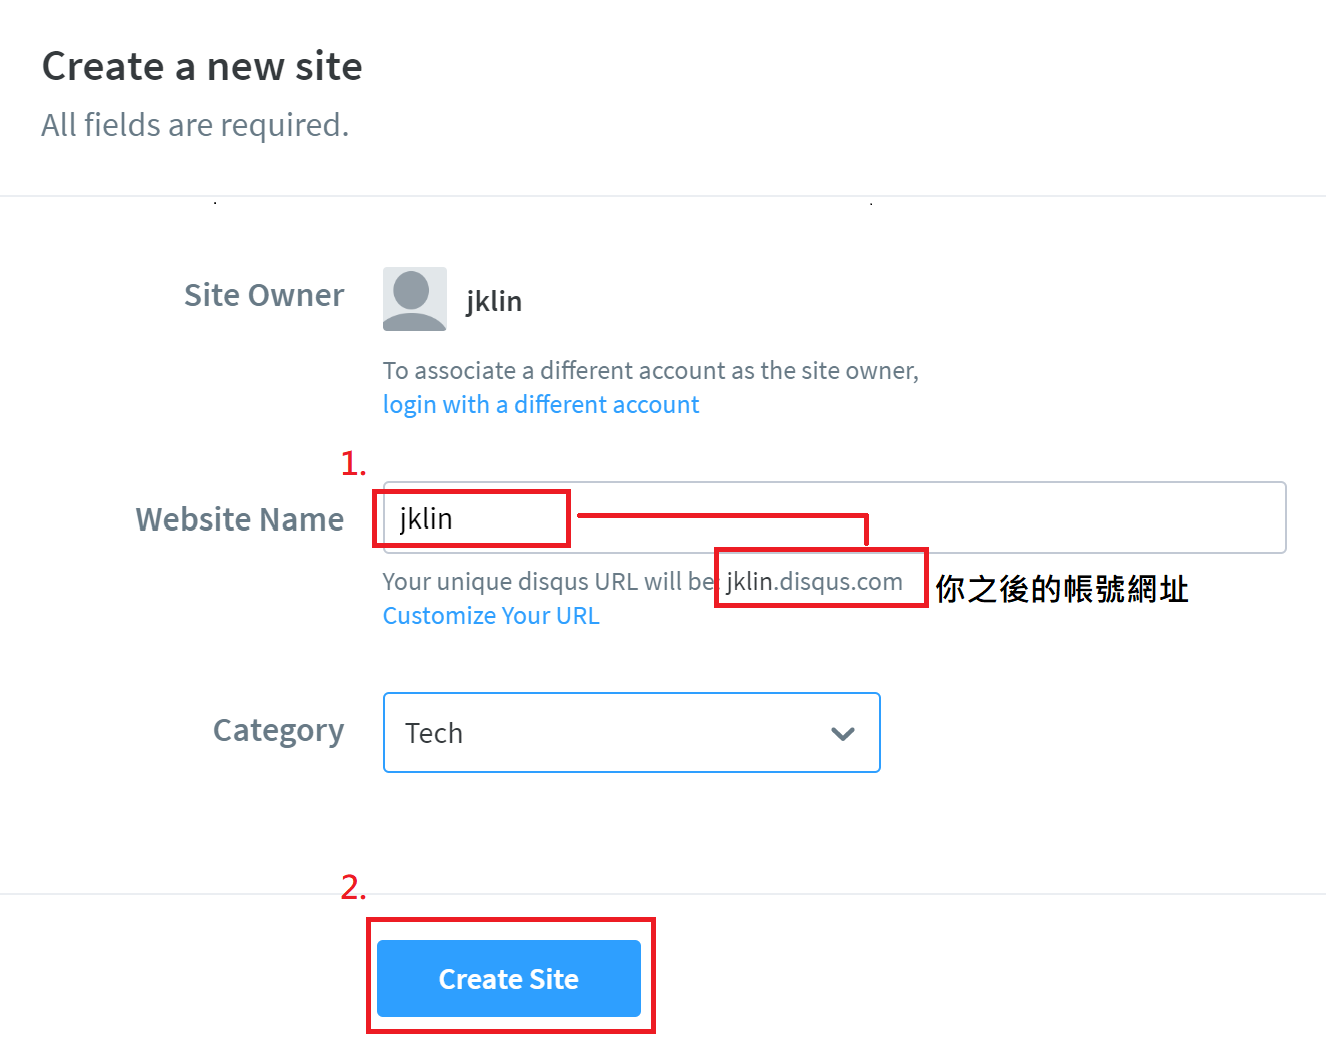 Create a new site
All fields are required.
Site Owner
jklin
To associate a different account as the site owner,
login with a different account
1.
Website Name
jklin
Your unique disqus URL will be: jklin.disqus.com 你之後的帳號網址
Customize Your URL
Category
Tech
2.
Create Site